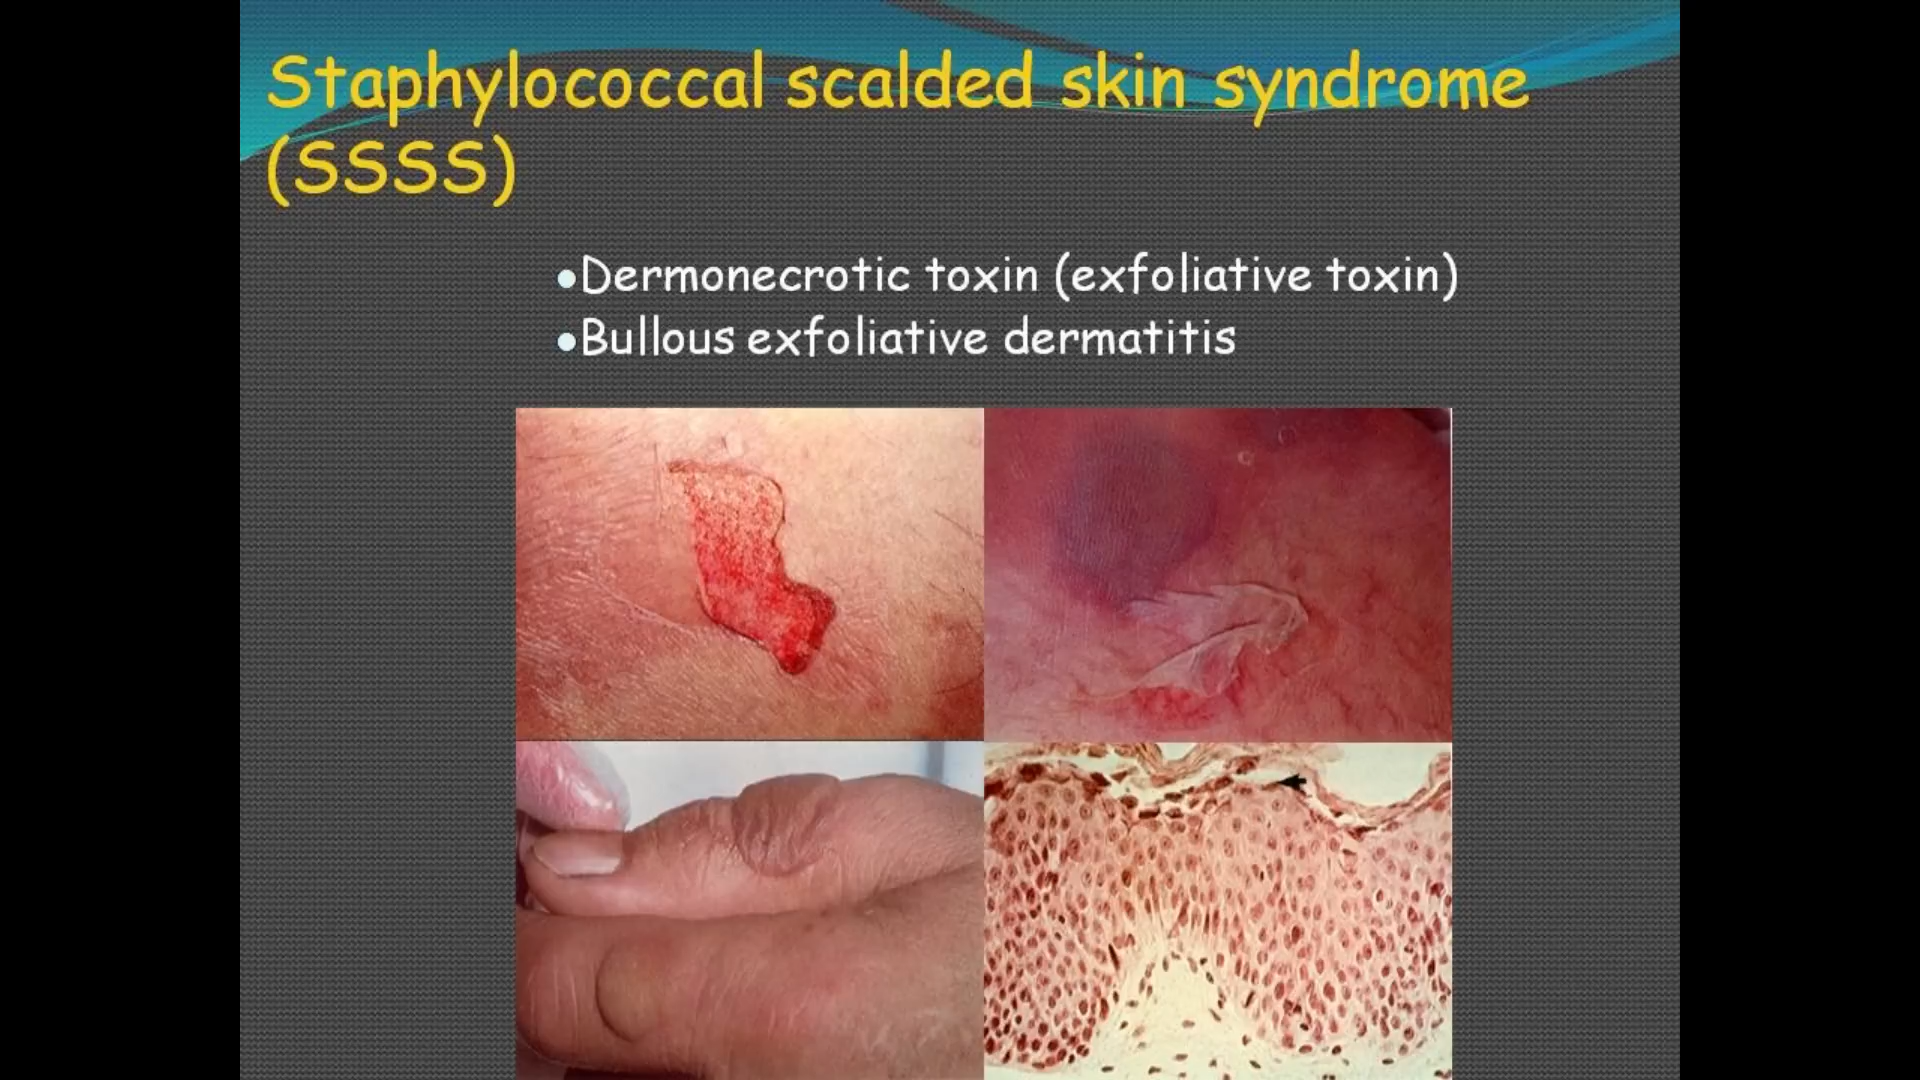 Staphylococcal scalded skin syndrome
(SSSS)
•Dermonecrotic toxin (exfoliative toxin)
•Bullous exfoliative dermatitis